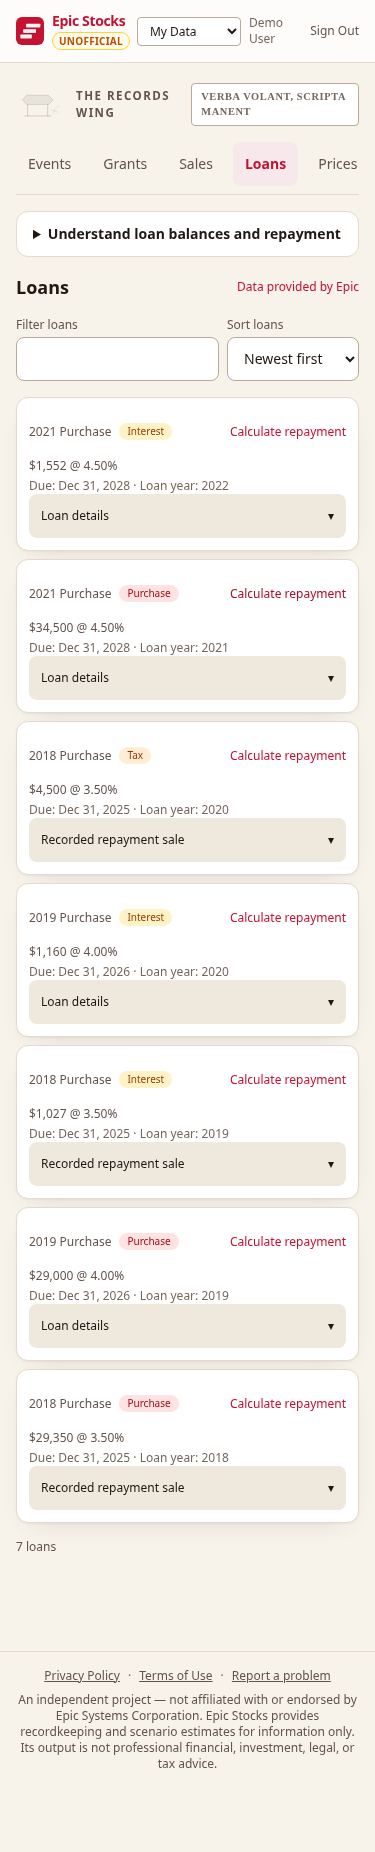 Epic Stocks
UNOFFICIAL
My Data
Demo User
Sign Out
THE RECORDS WING
VERBA VOLANT, SCRIPTA MANENT
Events
Grants
Sales
Loans
Prices
Understand loan balances and repayment
Loans
Data provided by Epic
Filter loans
Sort loans
Newest first
2021 Purchase Interest Calculate repayment
$1,552 @ 4.50%
Due: Dec 31, 2028 · Loan year: 2022
Loan details
2021 Purchase Purchase Calculate repayment
$34,500 @ 4.50%
Due: Dec 31, 2028 · Loan year: 2021
Loan details
2018 Purchase Tax Calculate repayment
$4,500 @ 3.50%
Due: Dec 31, 2025 · Loan year: 2020
Recorded repayment sale
2019 Purchase Interest Calculate repayment
$1,160 @ 4.00%
Due: Dec 31, 2026 · Loan year: 2020
Loan details
2018 Purchase Interest Calculate repayment
$1,027 @ 3.50%
Due: Dec 31, 2025 · Loan year: 2019
Recorded repayment sale
2019 Purchase Purchase Calculate repayment
$29,000 @ 4.00%
Due: Dec 31, 2026 · Loan year: 2019
Loan details
2018 Purchase Purchase Calculate repayment
$29,350 @ 3.50%
Due: Dec 31, 2025 · Loan year: 2018
Recorded repayment sale
7 loans
Privacy Policy · Terms of Use · Report a problem
An independent project — not affiliated with or endorsed by
Epic Systems Corporation. Epic Stocks provides
recordkeeping and scenario estimates for information only.
Its output is not professional financial, investment, legal, or
tax advice.